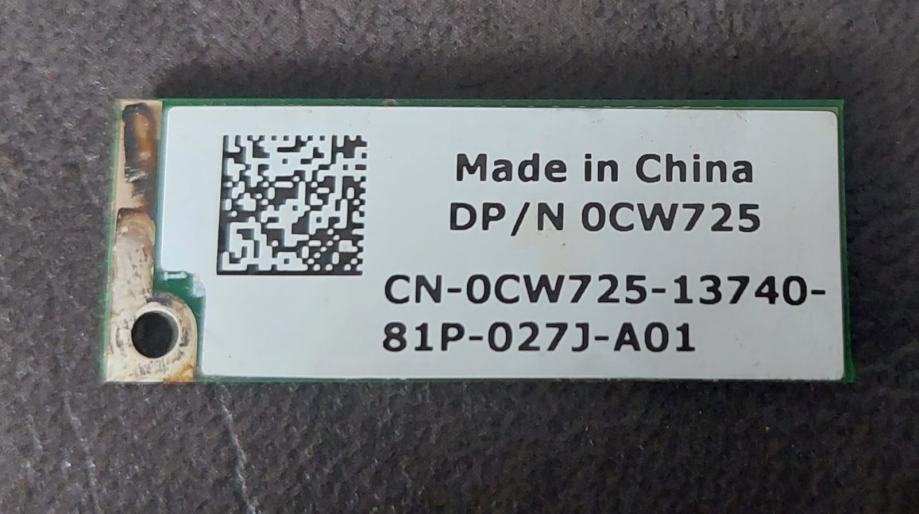 Made in China
DP/N 0CW725
CN-0CW725-13740-
81P-027J-A01